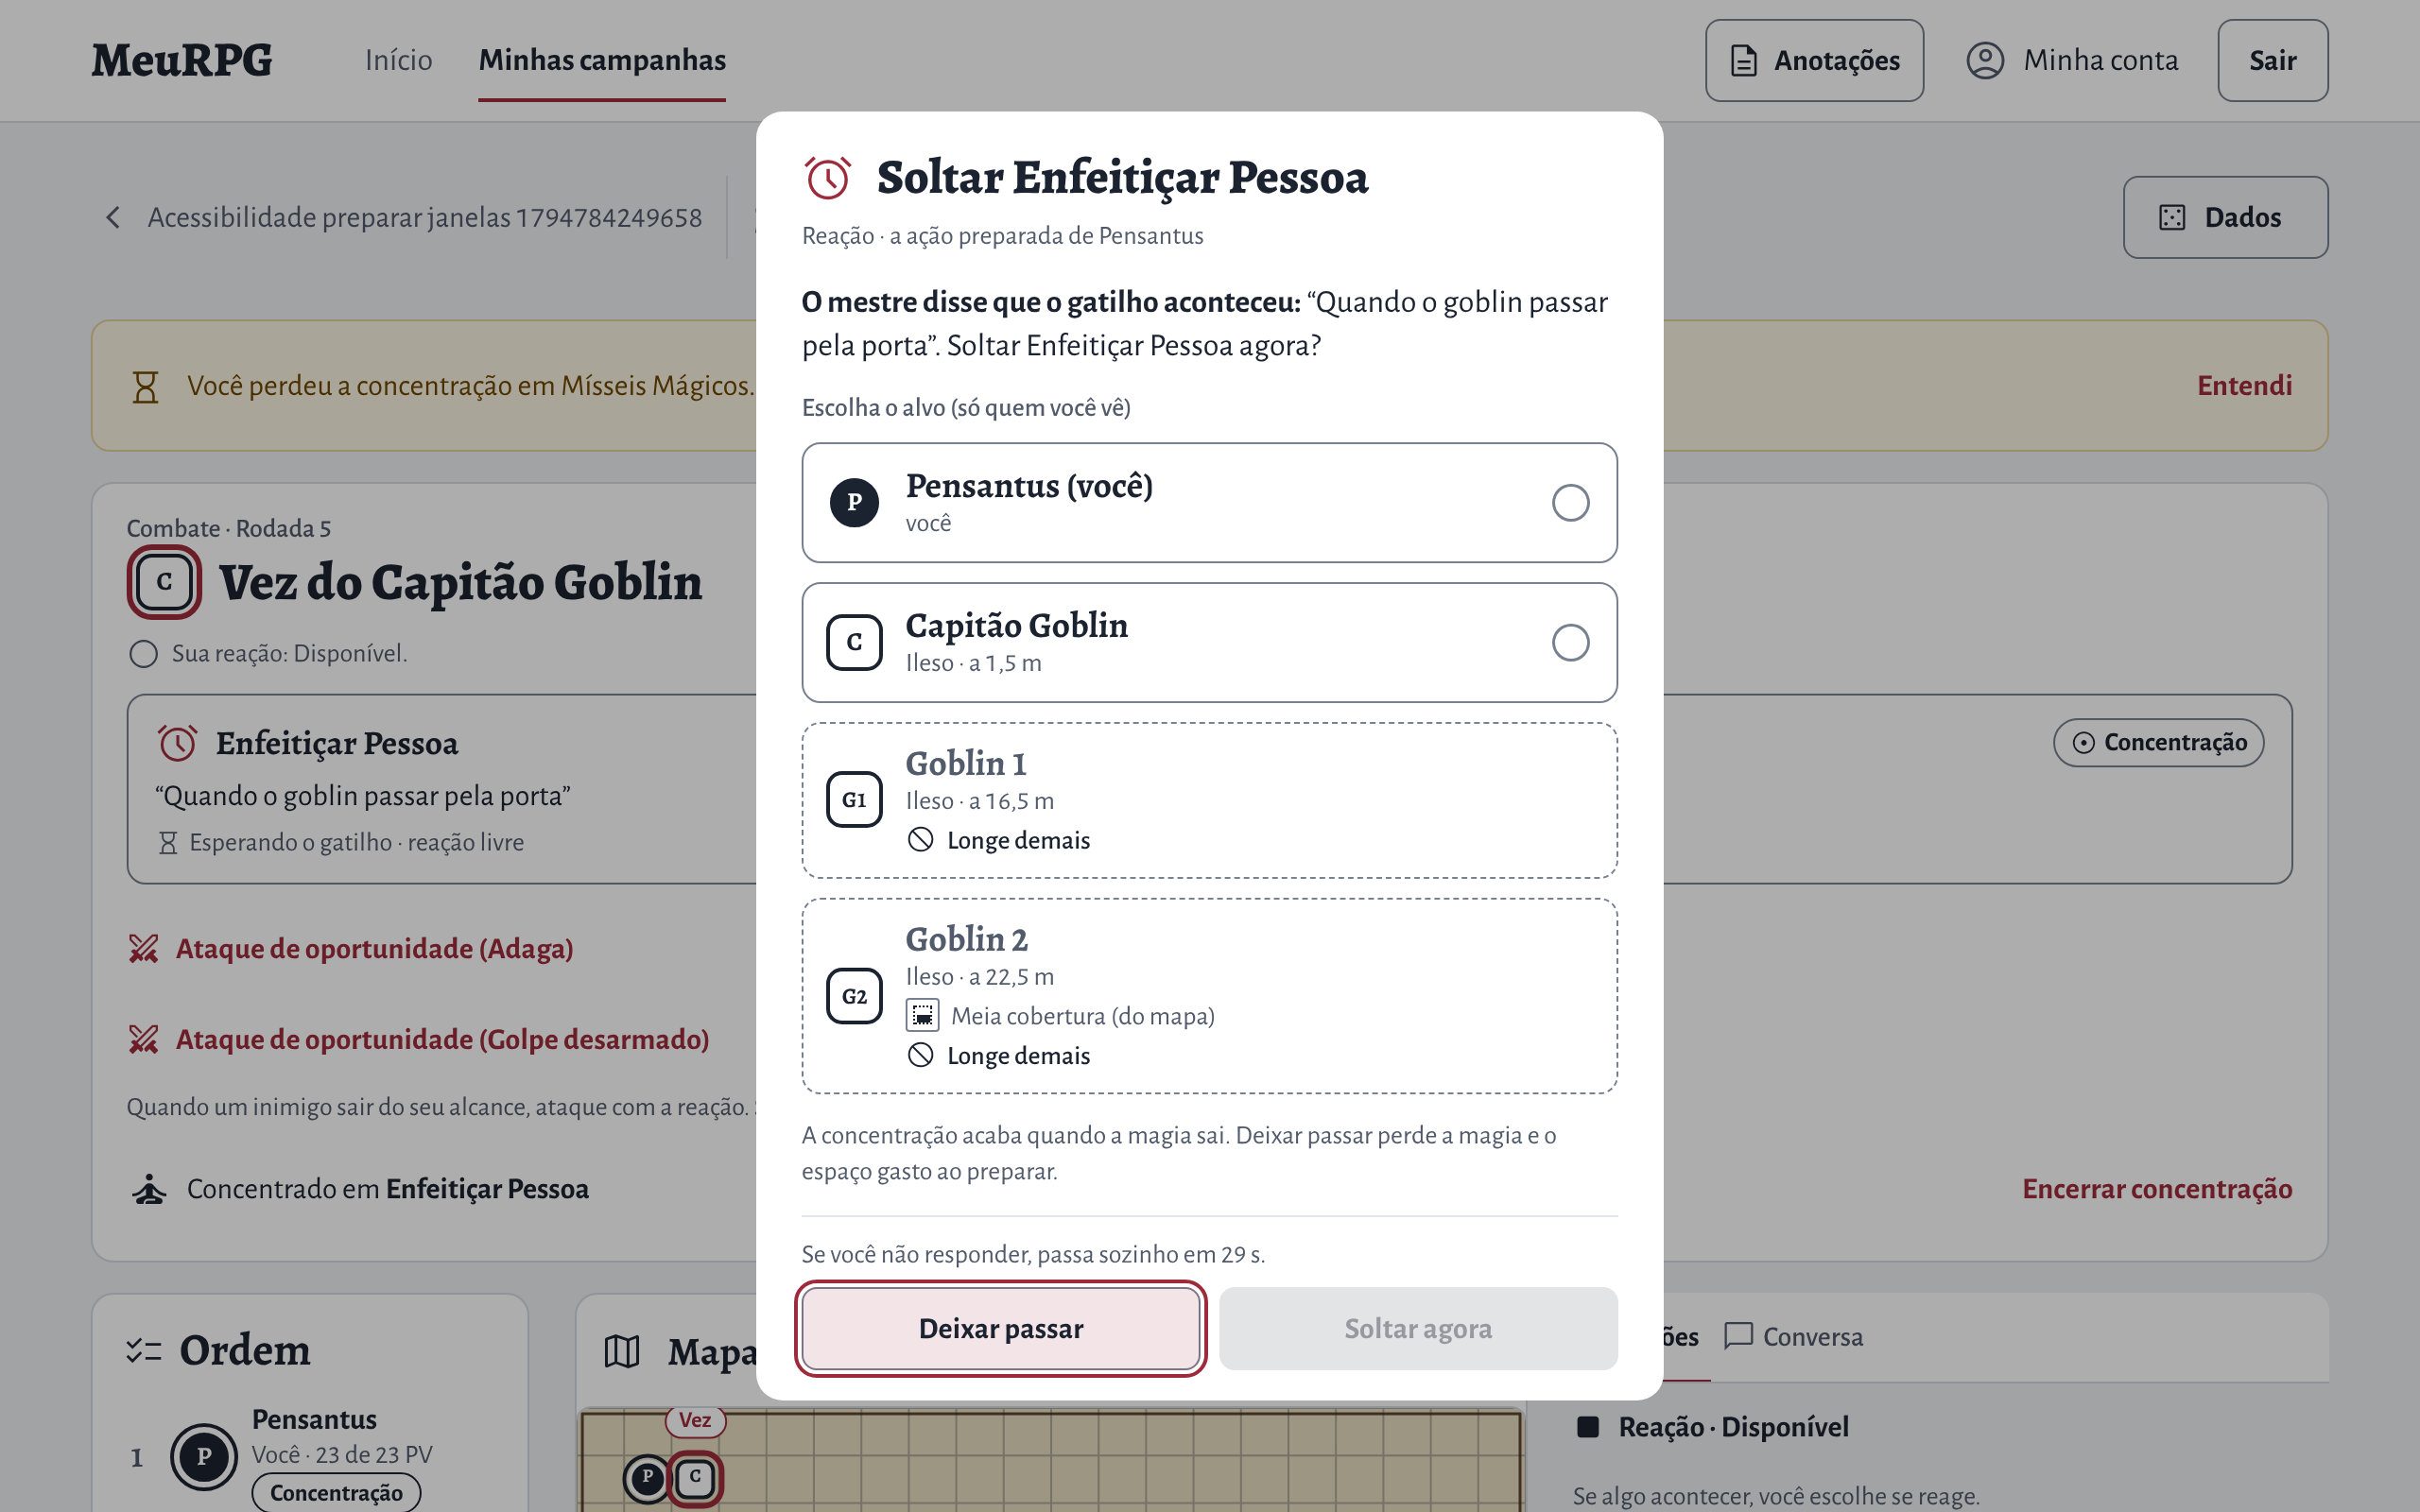 MeuRPG
Início
Minhas campanhas
Anotações
Minha conta
Sair
Acessibilidade preparar janelas 1794784249658
Dados
Você perdeu a concentração em Mísseis Mágicos.
Entendi
Combate · Rodada 5
C
Vez do Capitão Goblin
Sua reação: Disponível.
Enfeitiçar Pessoa
Concentração
“Quando o goblin passar pela porta”
Esperando o gatilho · reação livre
Ataque de oportunidade (Adaga)
Ataque de oportunidade (Golpe desarmado)
Quando um inimigo sair do seu alcance, ataque com a reação.
Concentrado em Enfeitiçar Pessoa
Encerrar concentração
Soltar Enfeitiçar Pessoa
Reação · a ação preparada de Pensantus
O mestre disse que o gatilho aconteceu: “Quando o goblin passar
pela porta”. Soltar Enfeitiçar Pessoa agora?
Escolha o alvo (só quem você vê)
P
Pensantus (você)
você
C
Capitão Goblin
Ileso · a 1,5 m
G1
Goblin 1
Ileso · a 16,5 m
Longe demais
G2
Goblin 2
Ileso · a 22,5 m
Meia cobertura (do mapa)
Longe demais
A concentração acaba quando a magia sai. Deixar passar perde a magia e o
espaço gasto ao preparar.
Se você não responder, passa sozinho em 29 s.
Deixar passar
Soltar agora
Ordem
1
P
Pensantus
Você · 23 de 23 PV
Concentração
Mapa
Vez
P
C
Conversa
Reação · Disponível
Se algo acontecer, você escolhe se reage.